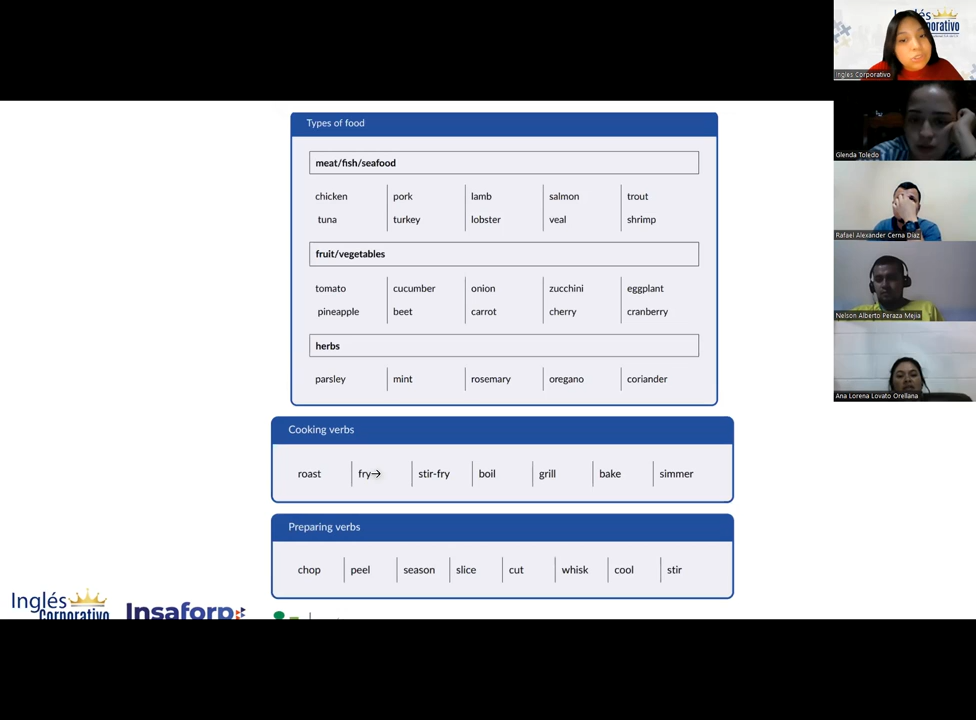 Types of food
meat/fish/seafood
chicken pork lamb salmon trout
tuna turkey lobster veal shrimp
fruit/vegetables
tomato cucumber onion zucchini eggplant
pineapple beet carrot cherry cranberry
herbs
parsley mint rosemary oregano coriander
Cooking verbs
roast fry→ stir-fry boil grill bake simmer
Preparing verbs
chop peel season slice cut whisk cool stir
Inglés
Corporativo
Insaforp
Inglés Corporativo
Glenda Toledo
Rafael Alexander Cerna Díaz
Nelson Alberto Peraza Mejia
Ana Lorena Lovato Orellana